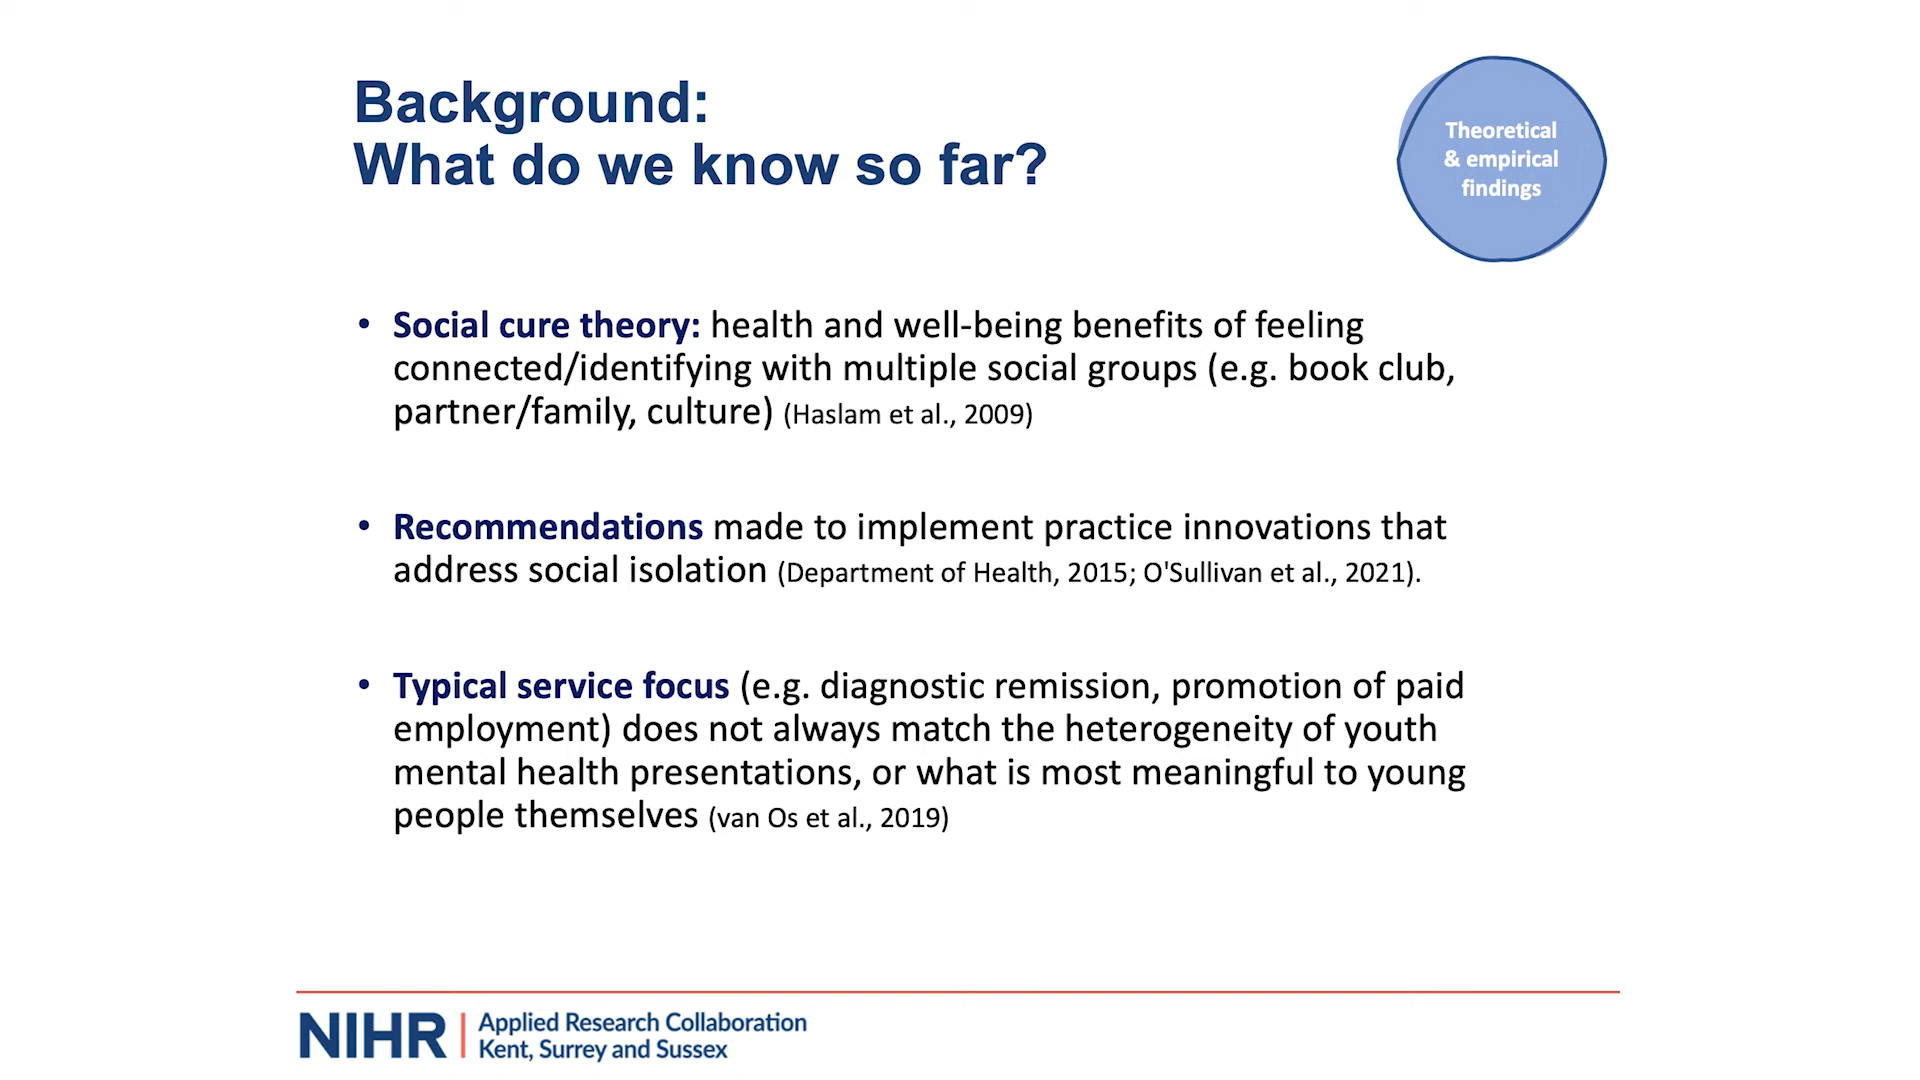 Background:
What do we know so far?
Theoretical
& empirical
findings
• Social cure theory: health and well-being benefits of feeling
connected/identifying with multiple social groups (e.g. book club,
partner/family, culture) (Haslam et al., 2009)
• Recommendations made to implement practice innovations that
address social isolation (Department of Health, 2015; O'Sullivan et al., 2021).
• Typical service focus (e.g. diagnostic remission, promotion of paid
employment) does not always match the heterogeneity of youth
mental health presentations, or what is most meaningful to young
people themselves (van Os et al., 2019)
NIHR | Applied Research Collaboration
Kent, Surrey and Sussex